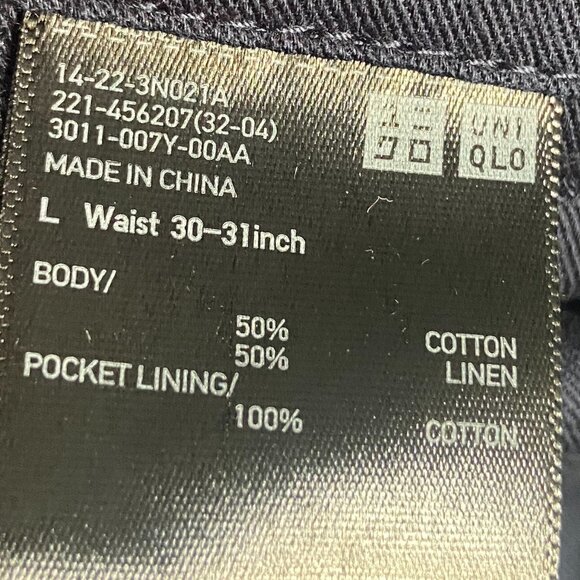 14-22-3N021A
221-456207(32-04)
3011-007Y-00AA
MADE IN CHINA
ユニ
クロ
UNI
QLO
L Waist 30-31inch
BODY/
50% COTTON
50% LINEN
POCKET LINING/
100% COTTON